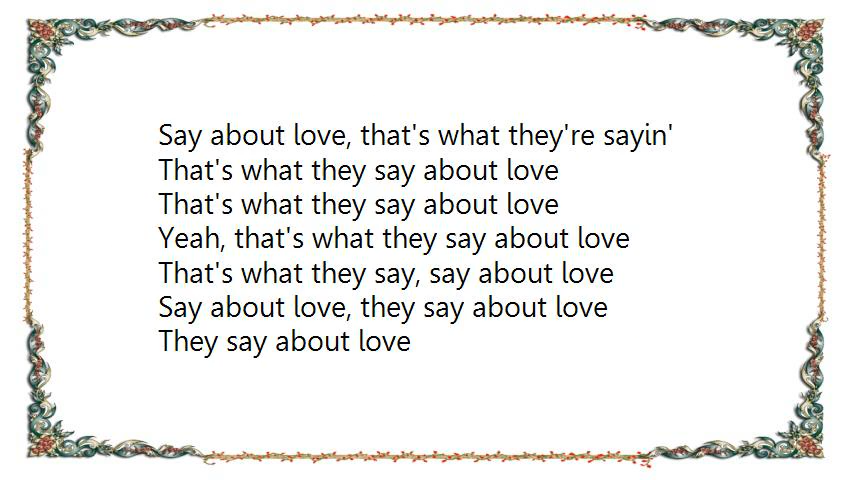 Say about love, that's what they're sayin'
That's what they say about love
That's what they say about love
Yeah, that's what they say about love
That's what they say, say about love
Say about love, they say about love
They say about love